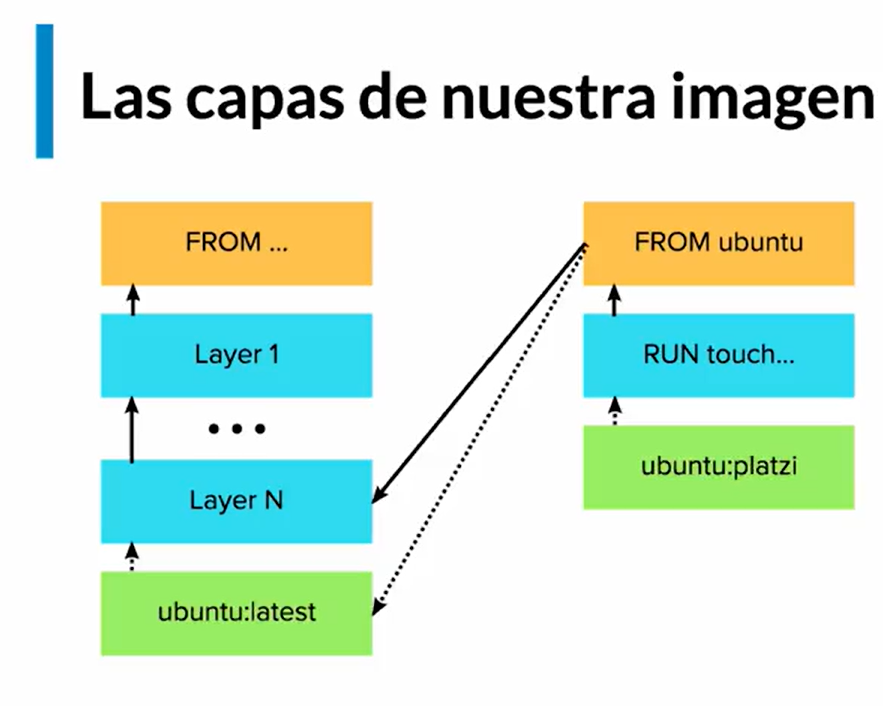 Las capas de nuestra imagen
FROM ...
Layer 1
Layer N
ubuntu:latest
FROM ubuntu
RUN touch...
ubuntu:platzi